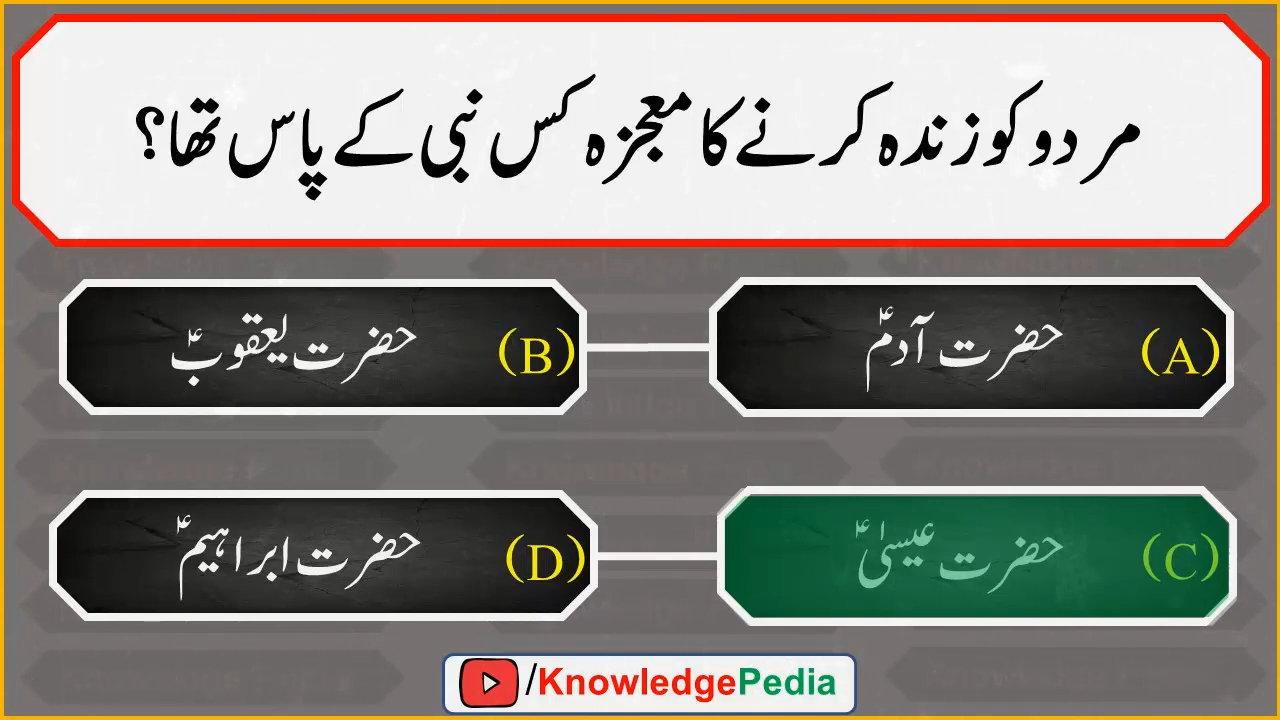 مردو کو زندہ کرنے کا معجزہ کس نبی کے پاس تھا؟
(A) حضرت آدمؑ
(B) حضرت یعقوبؑ
(C) حضرت عیسیٰؑ
(D) حضرت ابراہیمؑ
/KnowledgePedia